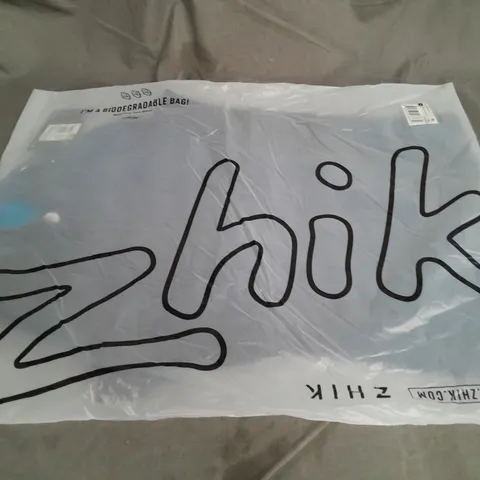 I'M A BIODEGRADABLE BAG!
zhik
ZHIK
.ZHIK.COM